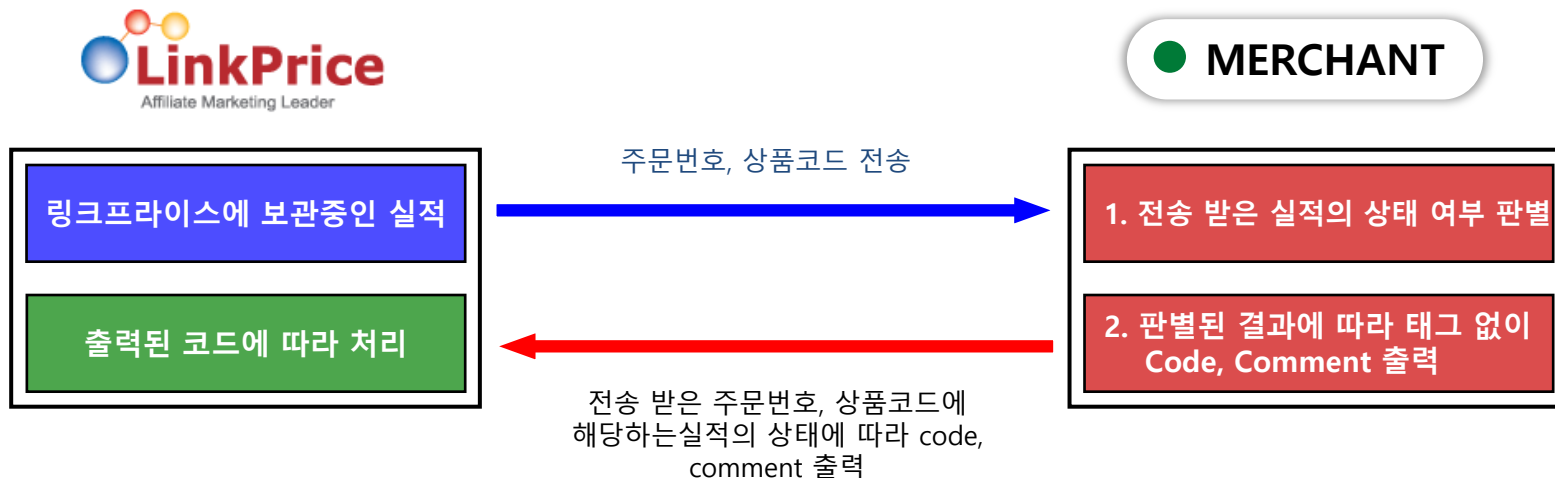 LinkPrice
Affiliate Marketing Leader
MERCHANT
주문번호, 상품코드 전송
링크프라이스에 보관중인 실적
1. 전송 받은 실적의 상태 여부 판별
출력된 코드에 따라 처리
2. 판별된 결과에 따라 태그 없이
Code, Comment 출력
전송 받은 주문번호, 상품코드에
해당하는실적의 상태에 따라 code,
comment 출력